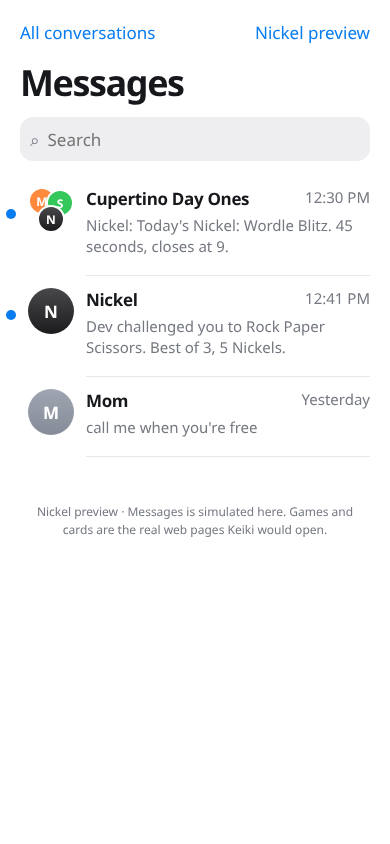 All conversations Nickel preview
Messages
⌕ Search
M S N
Cupertino Day Ones 12:30 PM
Nickel: Today's Nickel: Wordle Blitz. 45
seconds, closes at 9.
N
Nickel 12:41 PM
Dev challenged you to Rock Paper
Scissors. Best of 3, 5 Nickels.
M
Mom Yesterday
call me when you're free
Nickel preview · Messages is simulated here. Games and
cards are the real web pages Keiki would open.